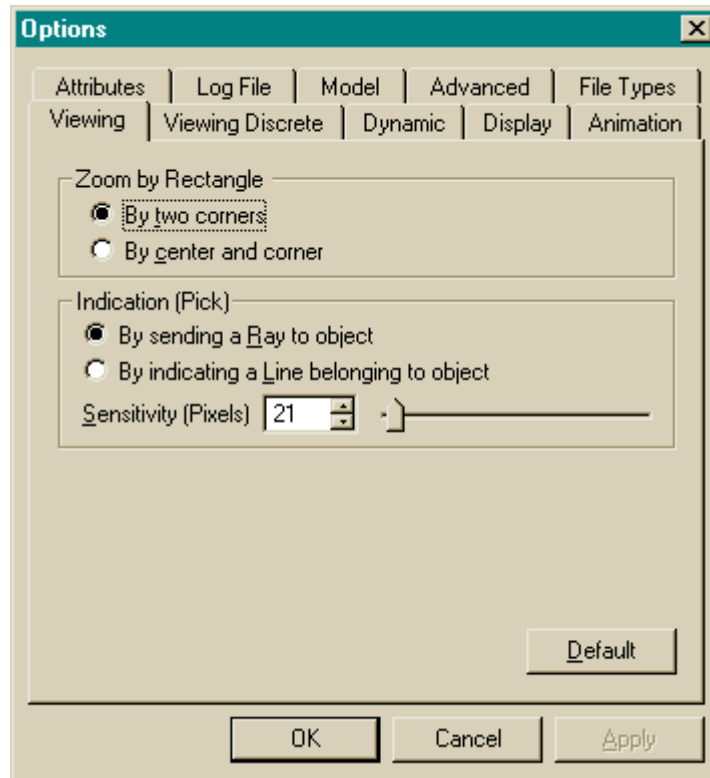 Options
Attributes Log File Model Advanced File Types
Viewing Viewing Discrete Dynamic Display Animation
Zoom by Rectangle
By two corners
By center and corner
Indication (Pick)
By sending a Ray to object
By indicating a Line belonging to object
Sensitivity (Pixels) 21
Default
OK Cancel Apply